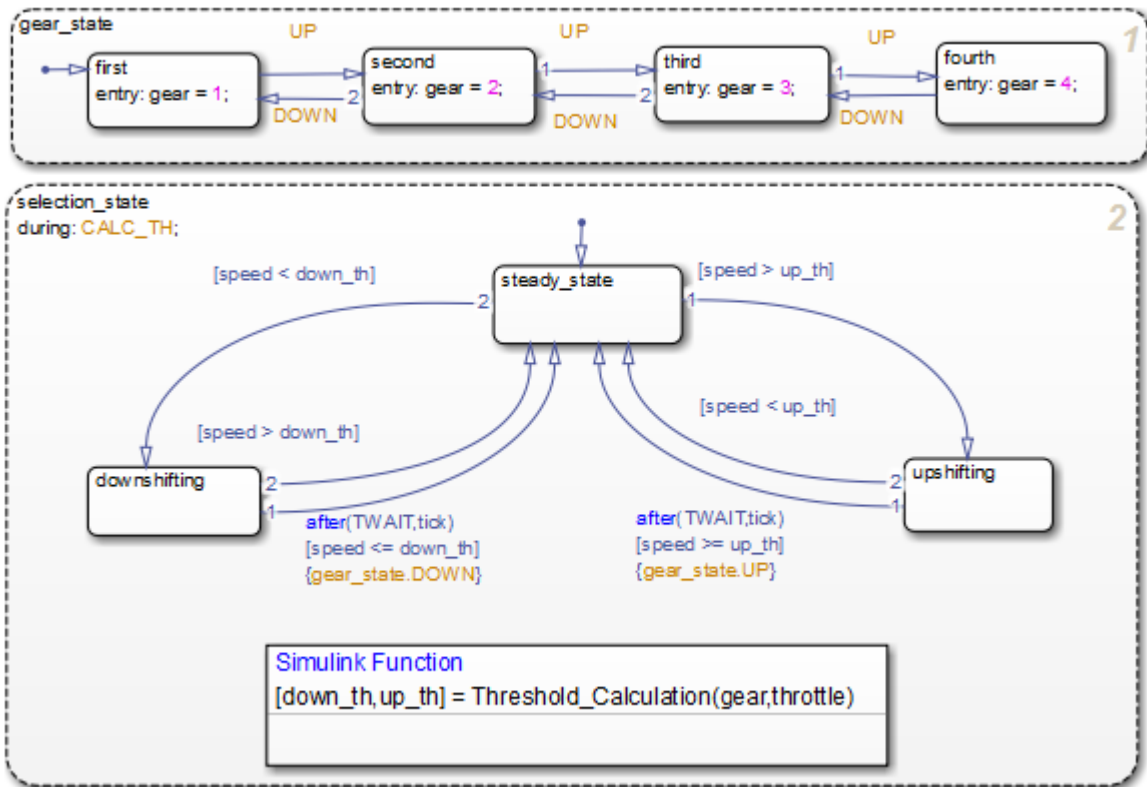 gear_state
1
UP
UP
UP
first
entry: gear = 1;
second
entry: gear = 2;
third
entry: gear = 3;
fourth
entry: gear = 4;
1
1
2
2
DOWN
DOWN
DOWN
selection_state
during: CALC_TH;
2
[speed < down_th]
steady_state
[speed > up_th]
2
1
[speed > down_th]
[speed < up_th]
downshifting
upshifting
2
1
2
1
after(TWAIT,tick)
[speed <= down_th]
{gear_state.DOWN}
after(TWAIT,tick)
[speed >= up_th]
{gear_state.UP}
Simulink Function
[down_th,up_th] = Threshold_Calculation(gear,throttle)